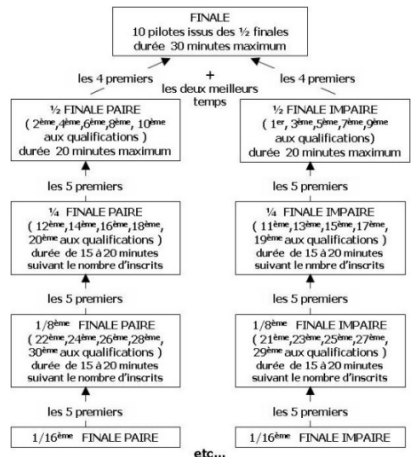 FINALE
10 pilotes issus des ½ finales
durée 30 minutes maximum
les 4 premiers
+
les deux meilleurs
temps
les 4 premiers
½ FINALE PAIRE
( 2ème,4ème,6ème,8ème, 10ème
aux qualifications )
durée 20 minutes maximum
½ FINALE IMPAIRE
( 1er, 3ème,5ème,7ème,9ème
aux qualifications)
durée 20 minutes maximum
les 5 premiers
les 5 premiers
¼ FINALE PAIRE
( 12ème,14ème,16ème,18ème,
20ème aux qualifications )
durée de 15 à 20 minutes
suivant le nombre d'inscrits
¼ FINALE IMPAIRE
( 11ème,13ème,15ème,17ème,
19ème aux qualifications )
durée de 15 à 20 minutes
suivant le nmbre d'inscrits
les 5 premiers
les 5 premiers
1/8ème FINALE PAIRE
(22ème,24ème,26ème,28ème,
30ème aux qualifications )
durée de 15 à 20 minutes
suivant le nombre d'inscrits
1/8ème FINALE IMPAIRE
( 21ème,23ème,25ème,27ème,
29ème aux qualifications )
durée de 15 à 20 minutes
suivant le nombre d'inscrits
les 5 premiers
les 5 premiers
1/16ème FINALE PAIRE
1/16ème FINALE IMPAIRE
etc...